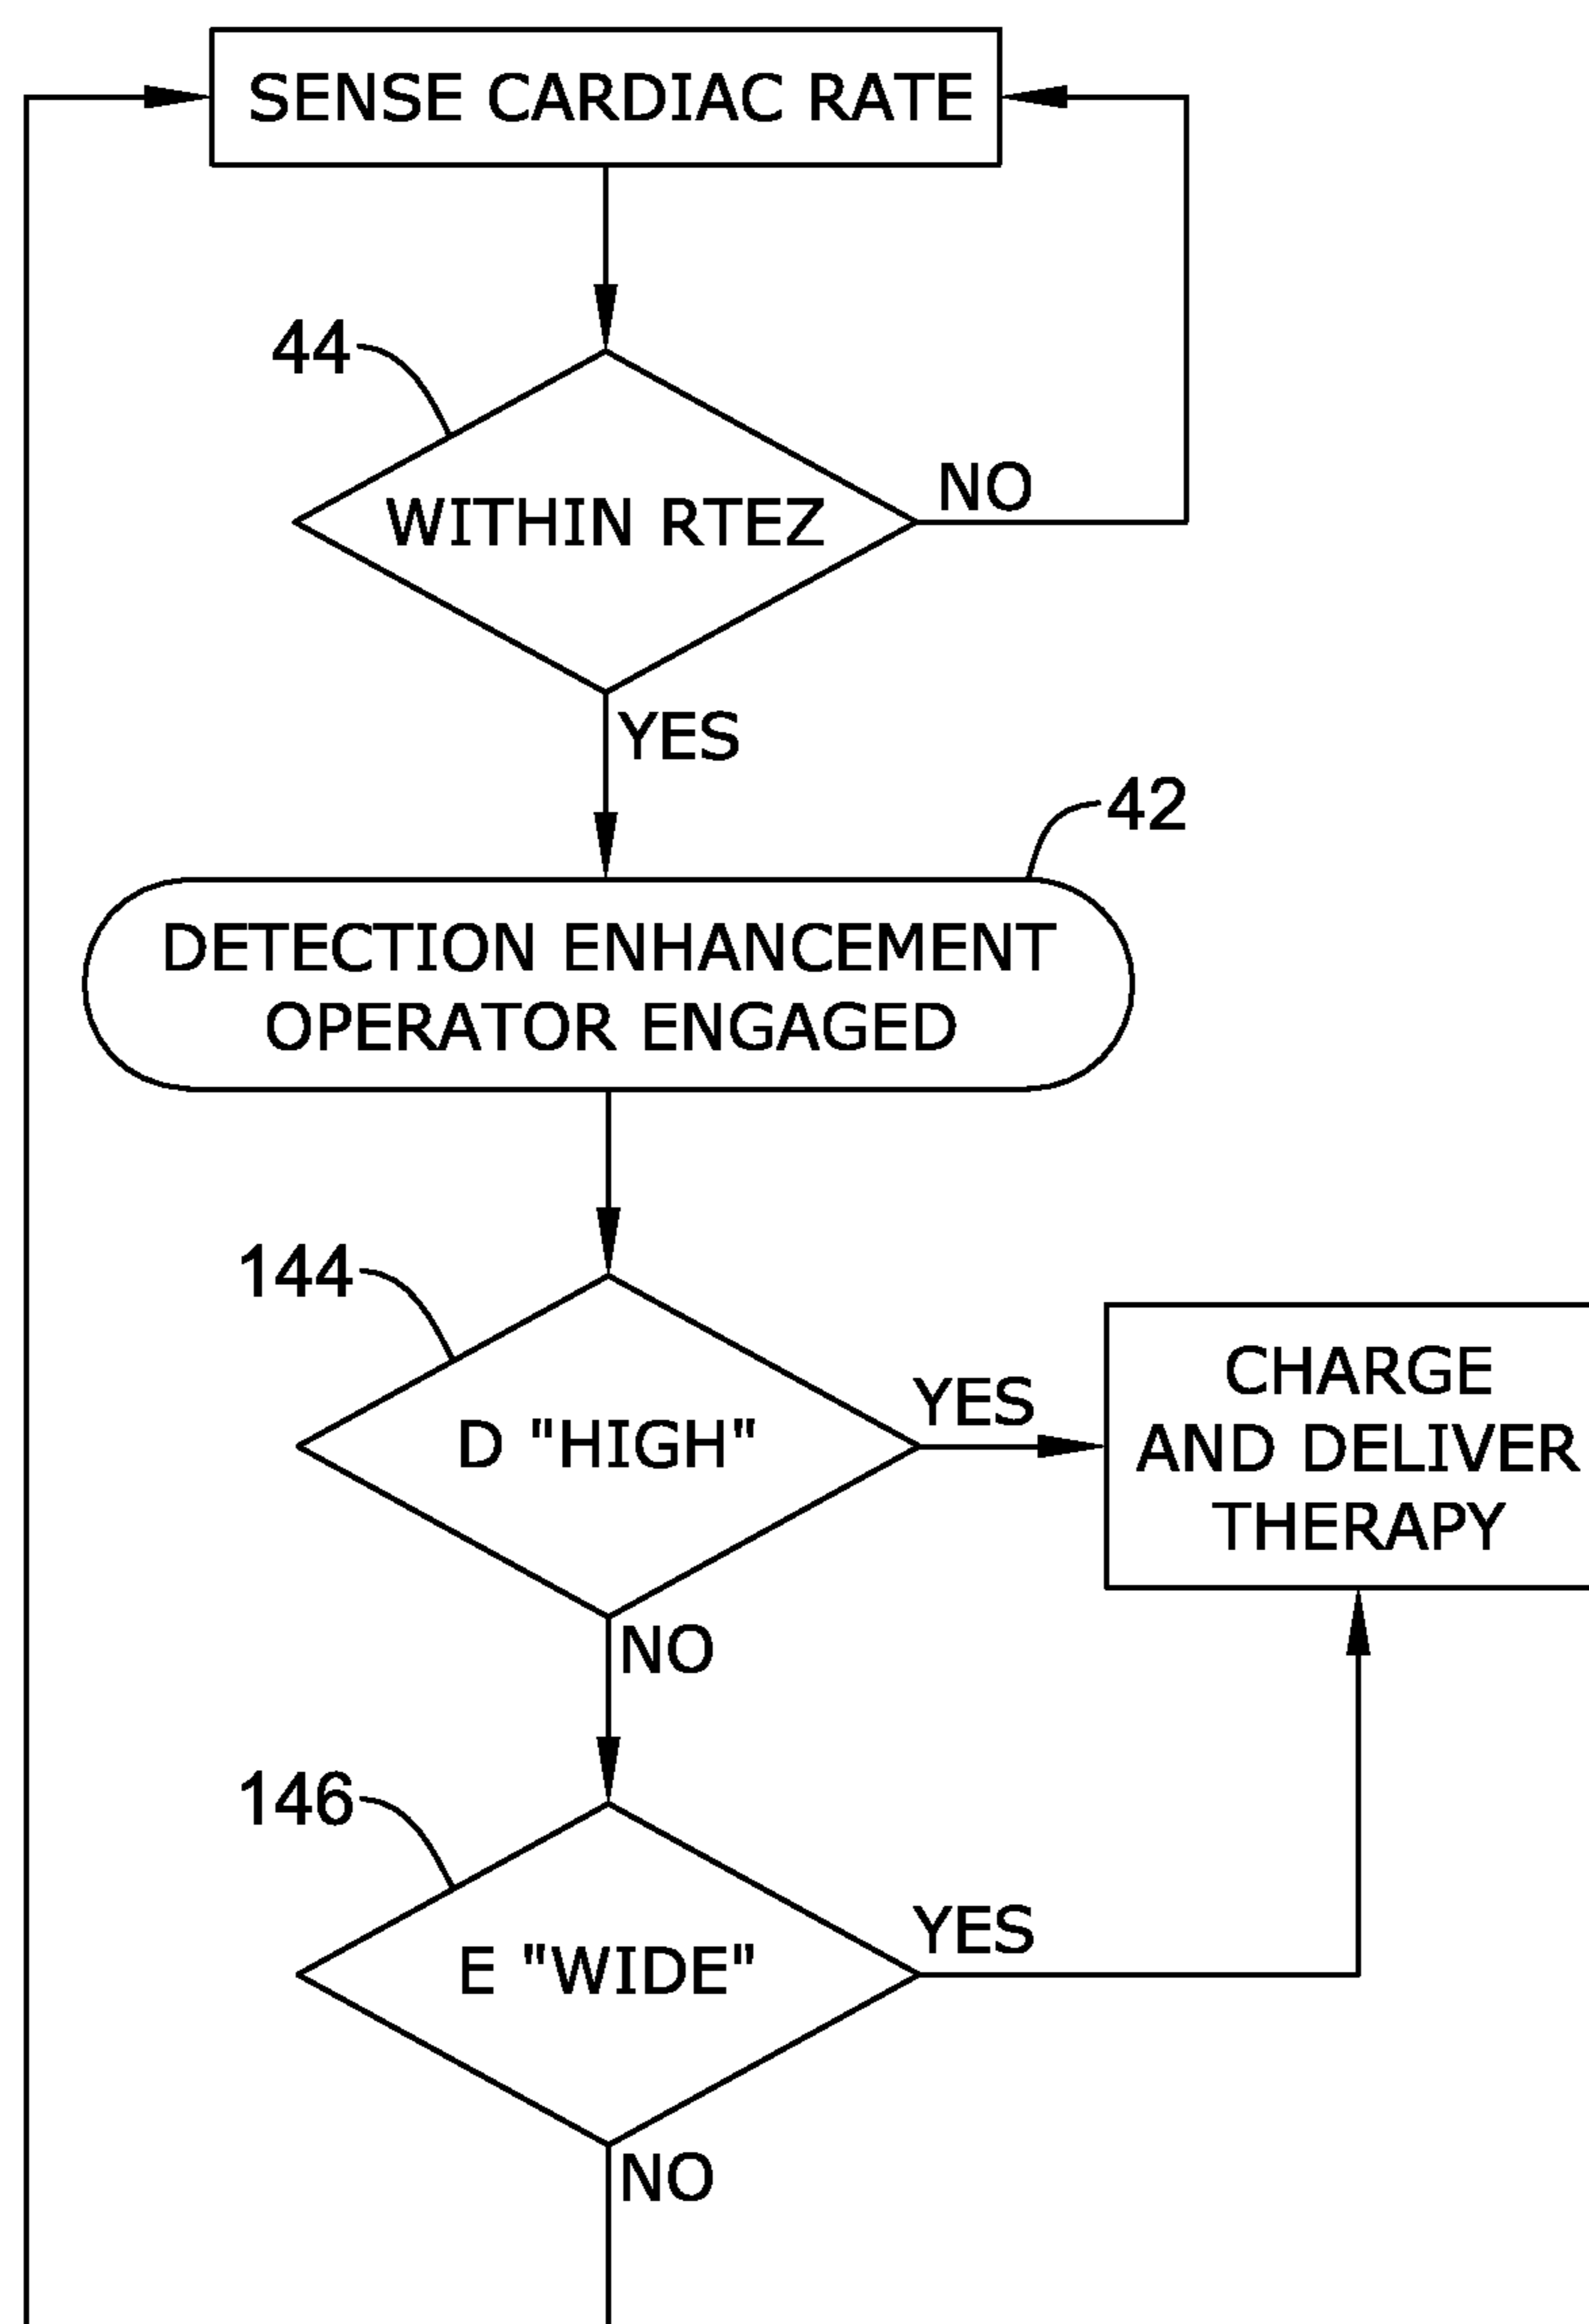 SENSE CARDIAC RATE
44
WITHIN RTEZ
NO
YES
42
DETECTION ENHANCEMENT
OPERATOR ENGAGED
144
D "HIGH"
YES
CHARGE
AND DELIVER
THERAPY
NO
146
E "WIDE"
YES
NO